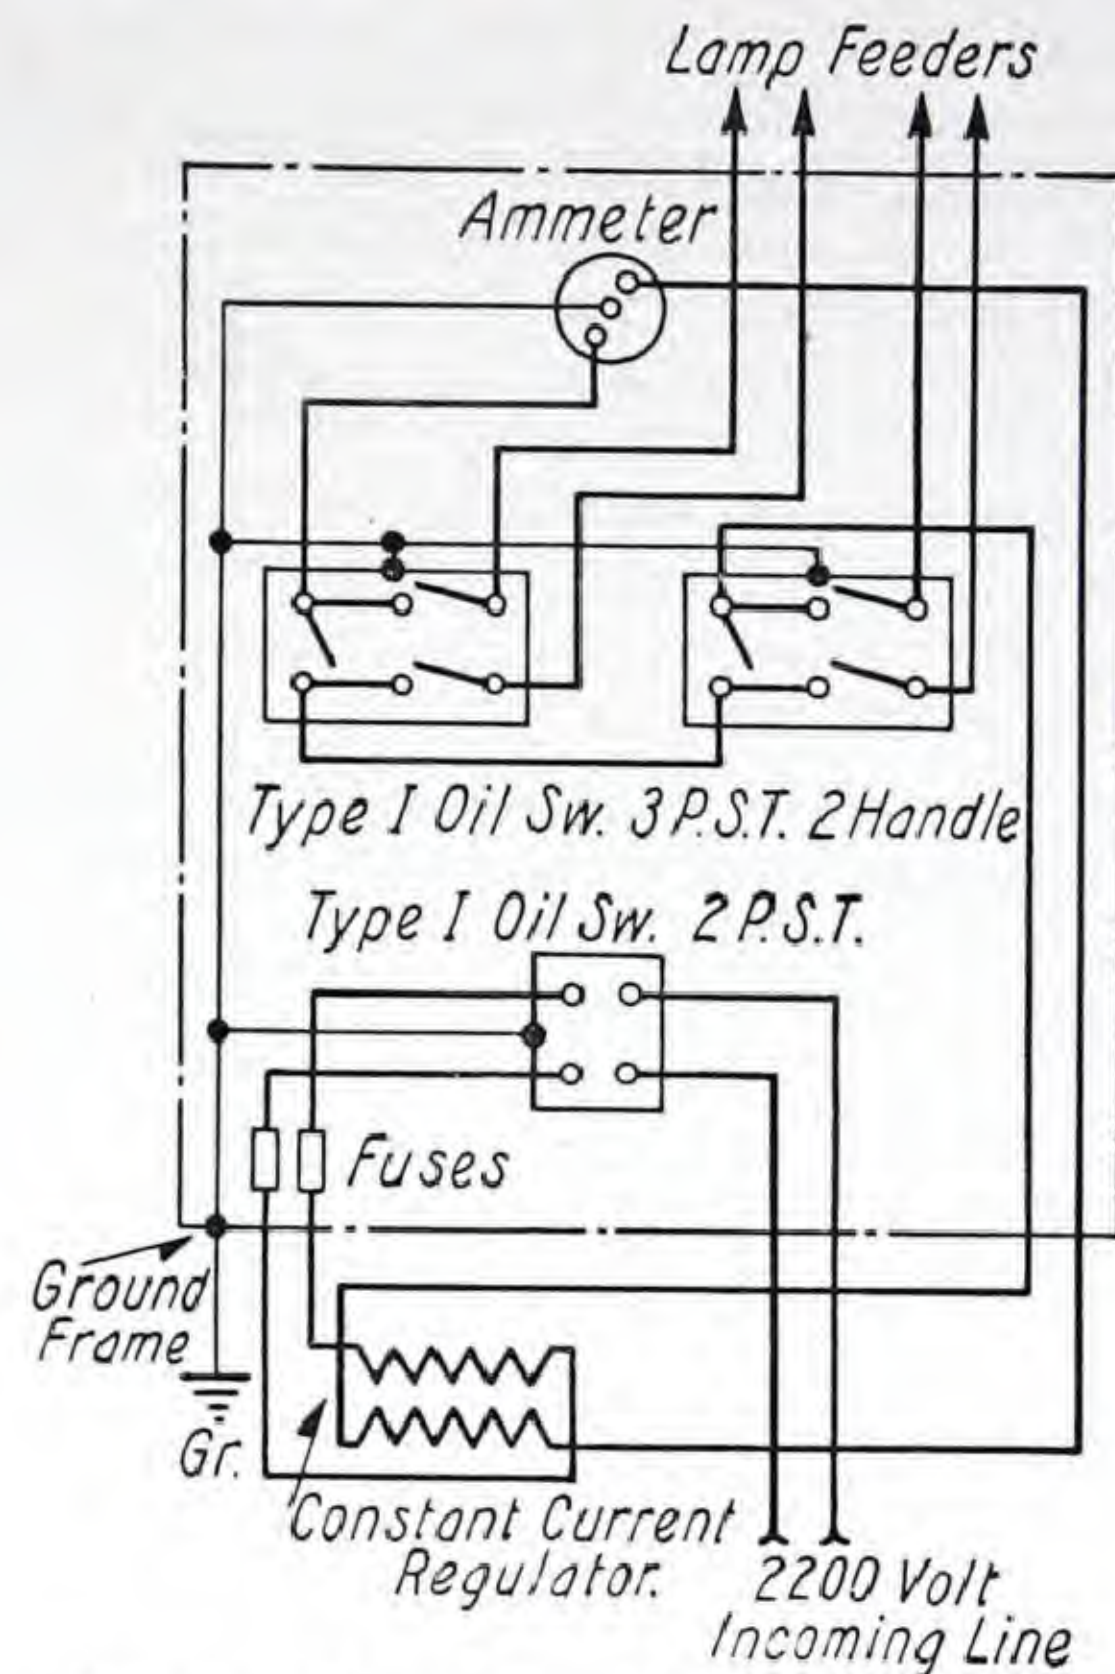 Lamp Feeders
Ammeter
Type I Oil Sw. 3 P.S.T. 2 Handle
Type I Oil Sw. 2 P.S.T.
Fuses
Ground
Frame
Gr.
Constant Current
Regulator.
2200 Volt
Incoming Line